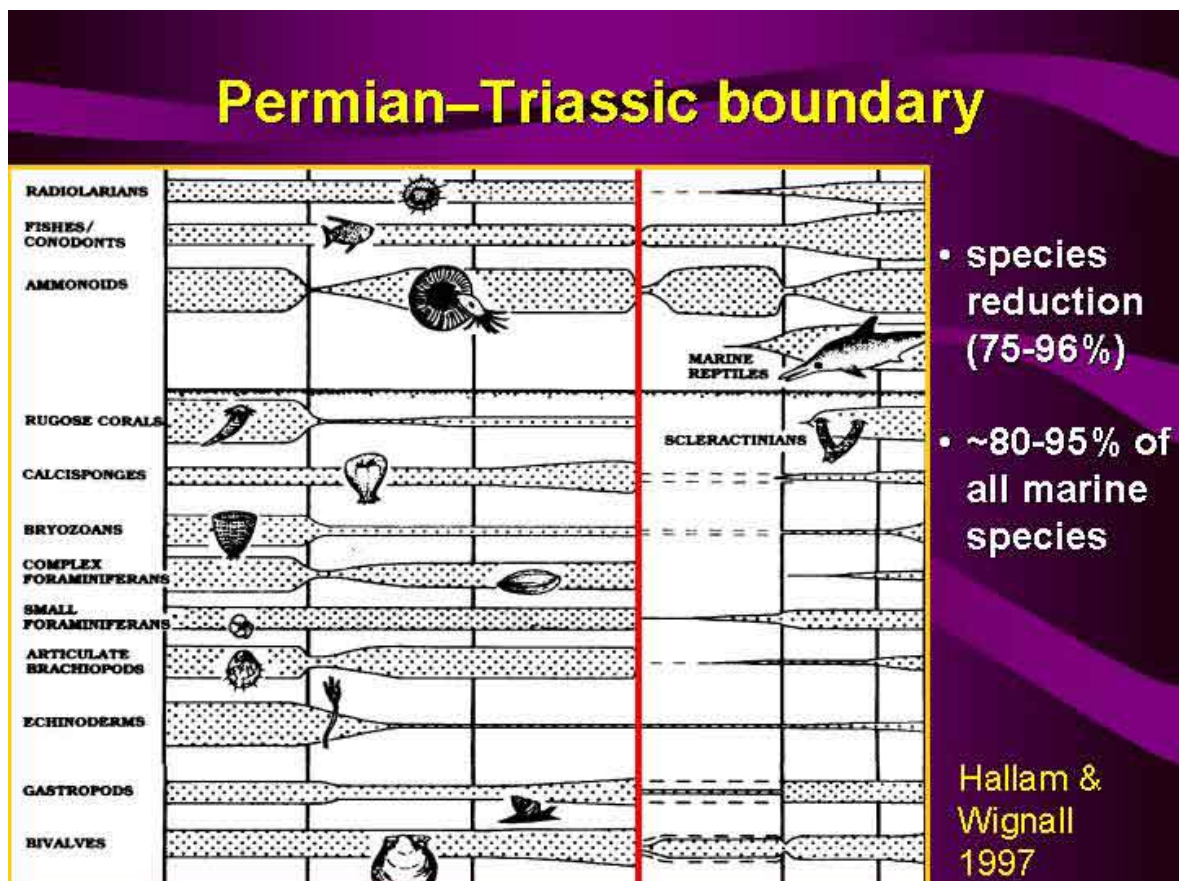 Permian–Triassic boundary
RADIOLARIANS
FISHES/
CONODONTS
AMMONOIDS
MARINE
REPTILES
RUGOSE CORALS
SCLERACTINIANS
CALCISPONGES
BRYOZOANS
COMPLEX
FORAMINIFERANS
SMALL
FORAMINIFERANS
ARTICULATE
BRACHIOPODS
ECHINODERMS
GASTROPODS
BIVALVES
• species
reduction
(75-96%)
• ~80-95% of
all marine
species
Hallam &
Wignall
1997